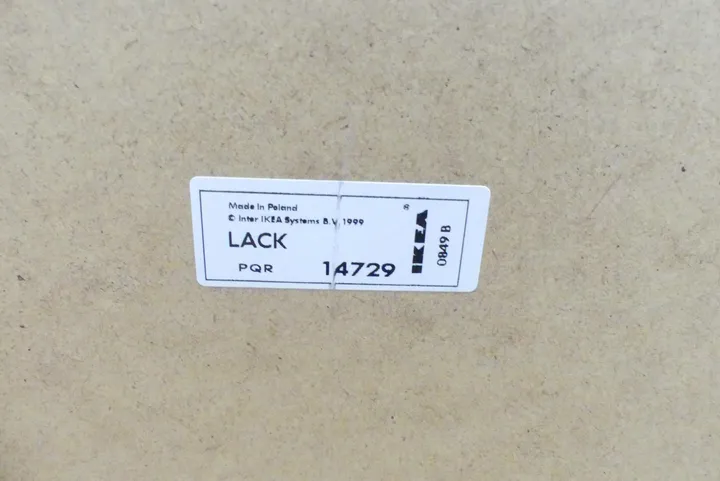 Made in Poland
© Inter IKEA Systems B.V. 1999
LACK
PQR 14729
IKEA®
0849 B